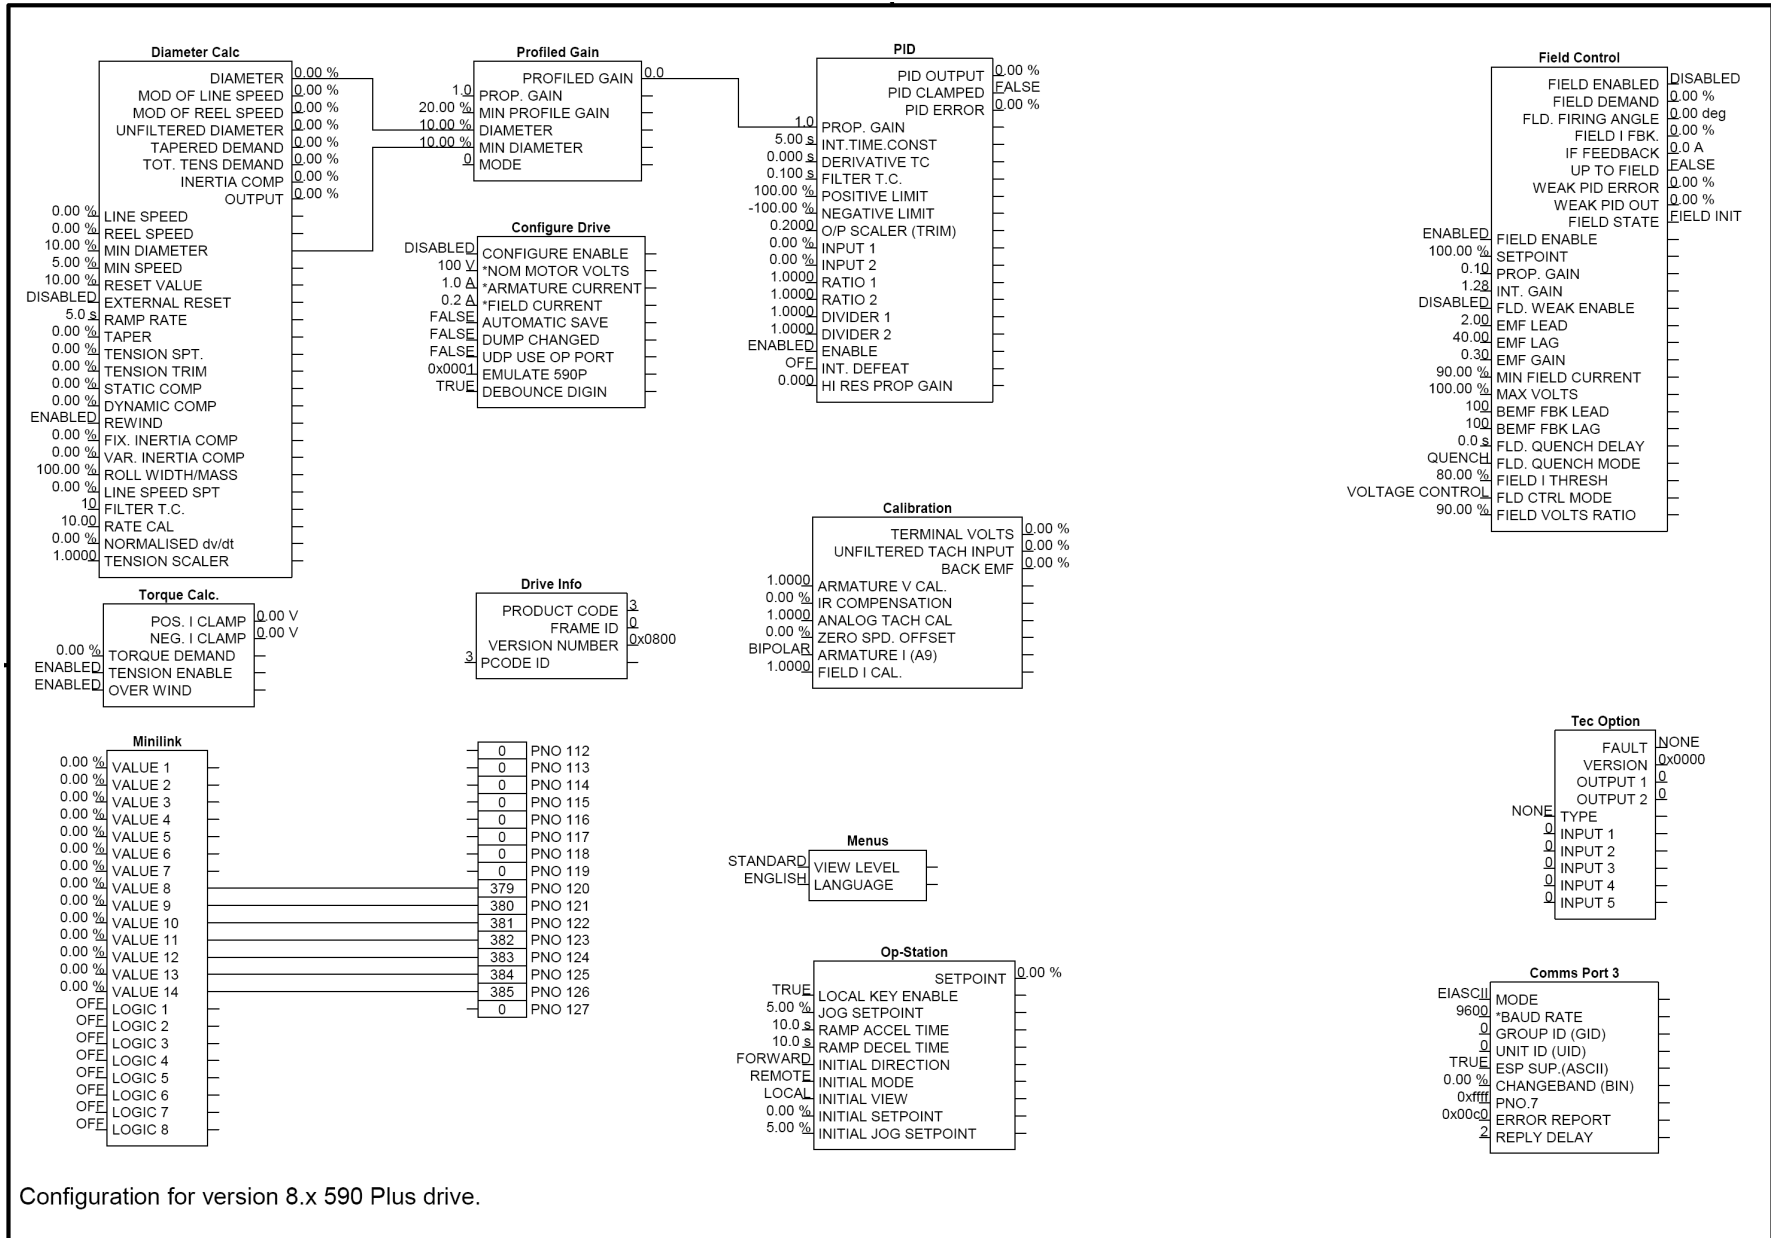 Diameter Calc
DIAMETER 0.00 %
MOD OF LINE SPEED 0.00 %
MOD OF REEL SPEED 0.00 %
UNFILTERED DIAMETER 0.00 %
TAPERED DEMAND 0.00 %
TOT. TENS DEMAND 0.00 %
INERTIA COMP 0.00 %
OUTPUT 0.00 %
0.00 % LINE SPEED
0.00 % REEL SPEED
10.00 % MIN DIAMETER
5.00 % MIN SPEED
10.00 % RESET VALUE
DISABLED EXTERNAL RESET
5.0 s RAMP RATE
0.00 % TAPER
0.00 % TENSION SPT.
0.00 % TENSION TRIM
0.00 % STATIC COMP
0.00 % DYNAMIC COMP
ENABLED REWIND
0.00 % FIX. INERTIA COMP
0.00 % VAR. INERTIA COMP
100.00 % ROLL WIDTH/MASS
0.00 % LINE SPEED SPT
10 FILTER T.C.
10.00 RATE CAL
0.00 % NORMALISED dv/dt
1.0000 TENSION SCALER
Torque Calc.
POS. I CLAMP 0.00 V
NEG. I CLAMP 0.00 V
0.00 % TORQUE DEMAND
ENABLED TENSION ENABLE
ENABLED OVER WIND
Minilink
0.00 % VALUE 1
0.00 % VALUE 2
0.00 % VALUE 3
0.00 % VALUE 4
0.00 % VALUE 5
0.00 % VALUE 6
0.00 % VALUE 7
0.00 % VALUE 8
0.00 % VALUE 9
0.00 % VALUE 10
0.00 % VALUE 11
0.00 % VALUE 12
0.00 % VALUE 13
0.00 % VALUE 14
OFF LOGIC 1
OFF LOGIC 2
OFF LOGIC 3
OFF LOGIC 4
OFF LOGIC 5
OFF LOGIC 6
OFF LOGIC 7
OFF LOGIC 8
Profiled Gain
PROFILED GAIN 0.0
1.0 PROP. GAIN
20.00 % MIN PROFILE GAIN
10.00 % DIAMETER
10.00 % MIN DIAMETER
0 MODE
Configure Drive
DISABLED CONFIGURE ENABLE
100 V *NOM MOTOR VOLTS
1.0 A *ARMATURE CURRENT
0.2 A *FIELD CURRENT
FALSE AUTOMATIC SAVE
FALSE DUMP CHANGED
FALSE UDP USE OP PORT
0x0001 EMULATE 590P
TRUE DEBOUNCE DIGIN
Drive Info
PRODUCT CODE 3
FRAME ID 0
VERSION NUMBER 0x0800
3 PCODE ID
0 PNO 112
0 PNO 113
0 PNO 114
0 PNO 115
0 PNO 116
0 PNO 117
0 PNO 118
0 PNO 119
379 PNO 120
380 PNO 121
381 PNO 122
382 PNO 123
383 PNO 124
384 PNO 125
385 PNO 126
0 PNO 127
PID
PID OUTPUT 0.00 %
PID CLAMPED FALSE
PID ERROR 0.00 %
1.0 PROP. GAIN
5.00 s INT.TIME.CONST
0.000 s DERIVATIVE TC
0.100 s FILTER T.C.
100.00 % POSITIVE LIMIT
-100.00 % NEGATIVE LIMIT
0.2000 O/P SCALER (TRIM)
0.00 % INPUT 1
0.00 % INPUT 2
1.0000 RATIO 1
1.0000 RATIO 2
1.0000 DIVIDER 1
1.0000 DIVIDER 2
ENABLED ENABLE
OFF INT. DEFEAT
0.000 HI RES PROP GAIN
Calibration
TERMINAL VOLTS 0.00 %
UNFILTERED TACH INPUT 0.00 %
BACK EMF 0.00 %
1.0000 ARMATURE V CAL.
0.00 % IR COMPENSATION
1.0000 ANALOG TACH CAL
0.00 % ZERO SPD. OFFSET
BIPOLAR ARMATURE I (A9)
1.0000 FIELD I CAL.
Menus
STANDARD VIEW LEVEL
ENGLISH LANGUAGE
Op-Station
SETPOINT 0.00 %
TRUE LOCAL KEY ENABLE
5.00 % JOG SETPOINT
10.0 s RAMP ACCEL TIME
10.0 s RAMP DECEL TIME
FORWARD INITIAL DIRECTION
REMOTE INITIAL MODE
LOCAL INITIAL VIEW
0.00 % INITIAL SETPOINT
5.00 % INITIAL JOG SETPOINT
Field Control
FIELD ENABLED DISABLED
FIELD DEMAND 0.00 %
FLD. FIRING ANGLE 0.00 deg
FIELD I FBK. 0.00 %
IF FEEDBACK 0.0 A
UP TO FIELD FALSE
WEAK PID ERROR 0.00 %
WEAK PID OUT 0.00 %
FIELD STATE FIELD INIT
ENABLED FIELD ENABLE
100.00 % SETPOINT
0.10 PROP. GAIN
1.28 INT. GAIN
DISABLED FLD. WEAK ENABLE
2.00 EMF LEAD
40.00 EMF LAG
0.30 EMF GAIN
90.00 % MIN FIELD CURRENT
100.00 % MAX VOLTS
100 BEMF FBK LEAD
100 BEMF FBK LAG
0.0 s FLD. QUENCH DELAY
QUENCH FLD. QUENCH MODE
80.00 % FIELD I THRESH
VOLTAGE CONTROL FLD CTRL MODE
90.00 % FIELD VOLTS RATIO
Tec Option
FAULT NONE
VERSION 0x0000
OUTPUT 1 0
OUTPUT 2 0
NONE TYPE
0 INPUT 1
0 INPUT 2
0 INPUT 3
0 INPUT 4
0 INPUT 5
Comms Port 3
EIASCII MODE
9600 *BAUD RATE
0 GROUP ID (GID)
0 UNIT ID (UID)
TRUE ESP SUP.(ASCII)
0.00 % CHANGEBAND (BIN)
0xffff PNO.7
0x00c0 ERROR REPORT
2 REPLY DELAY
Configuration for version 8.x 590 Plus drive.